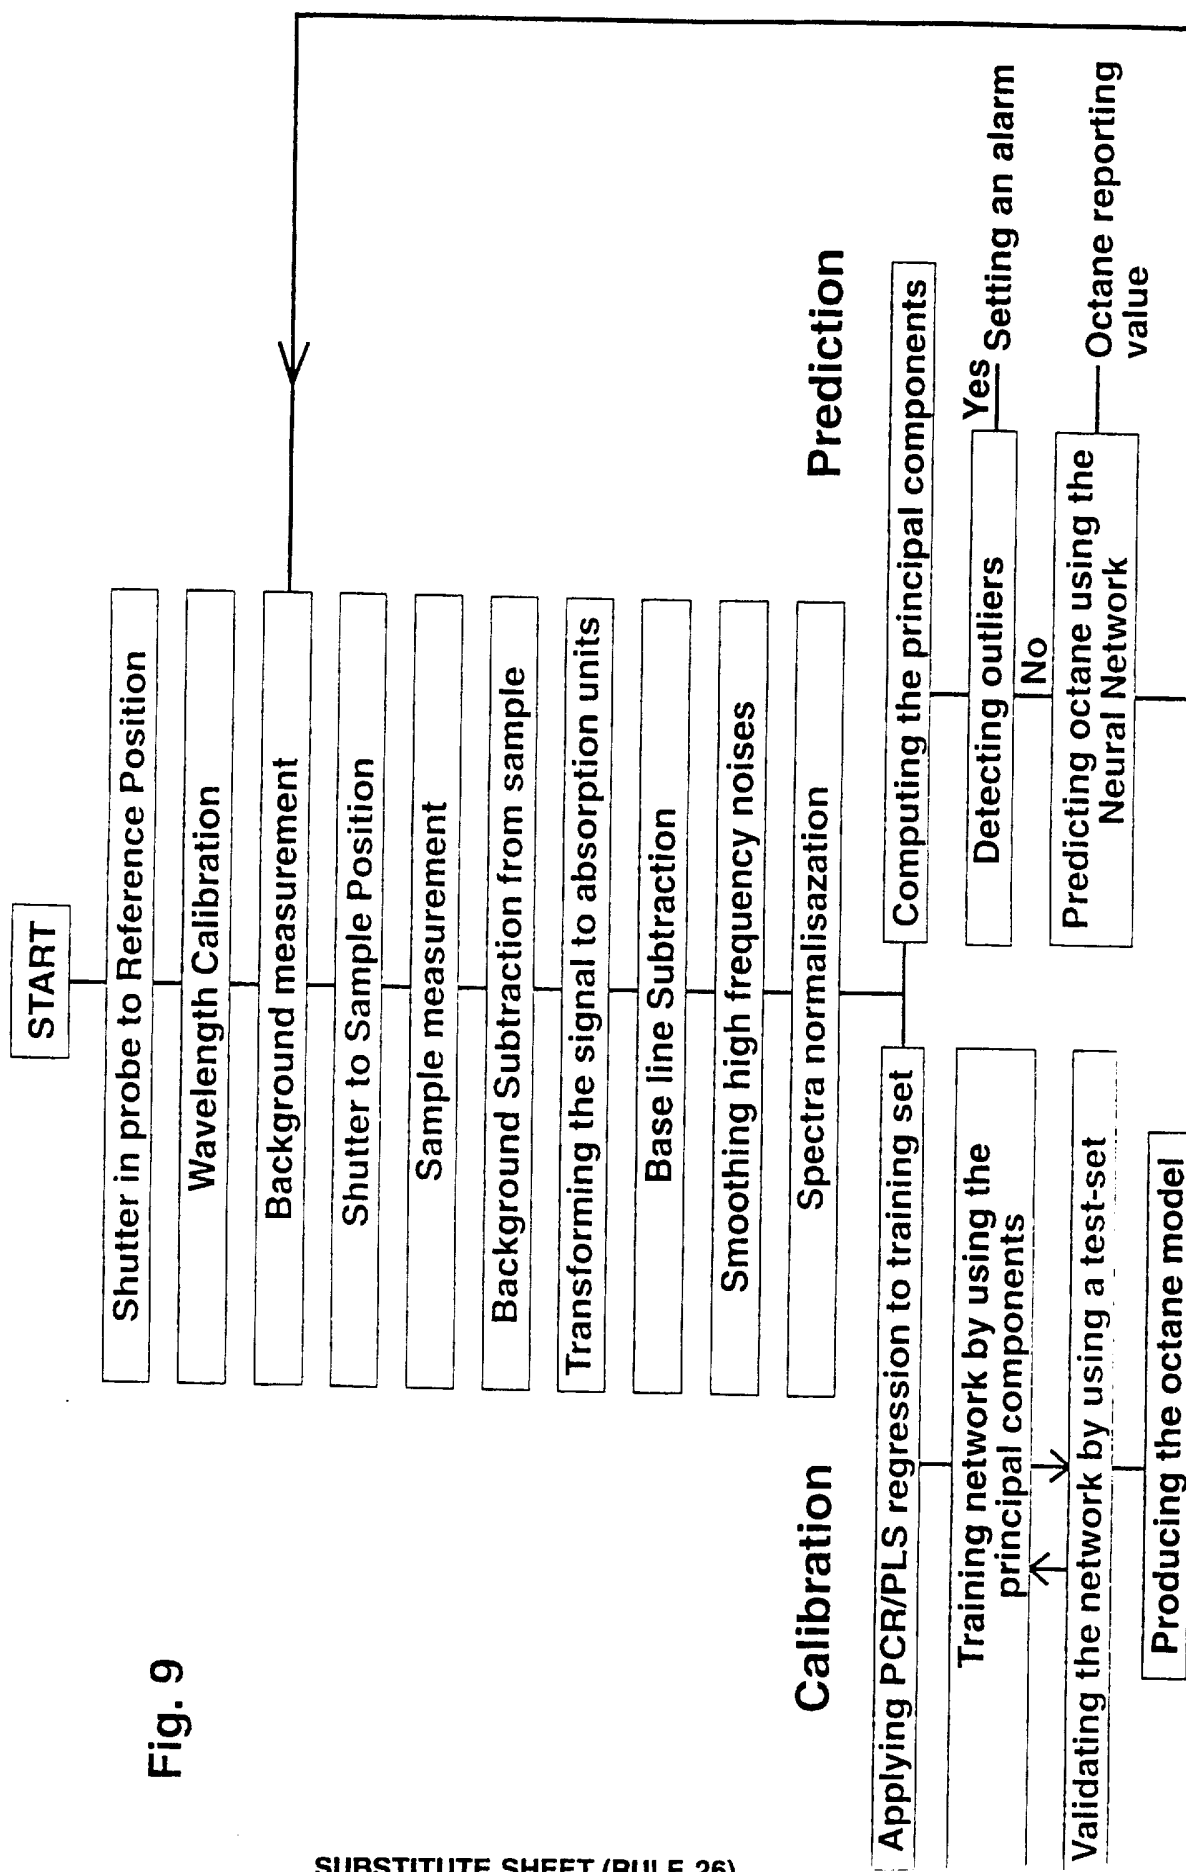 Fig. 9
START
Shutter in probe to Reference Position
Wavelength Calibration
Background measurement
Shutter to Sample Position
Sample measurement
Background Subtraction from sample
Transforming the signal to absorption units
Base line Subtraction
Smoothing high frequency noises
Spectra normalisazation
Calibration
Applying PCR/PLS regression to training set
Training network by using the
principal components
Validating the network by using a test-set
Producing the octane model
Prediction
Computing the principal components
Detecting outliers
Yes
Setting an alarm
No
Predicting octane using the
Neural Network
Octane reporting
value
SUBSTITUTE SHEET (RULE 26)